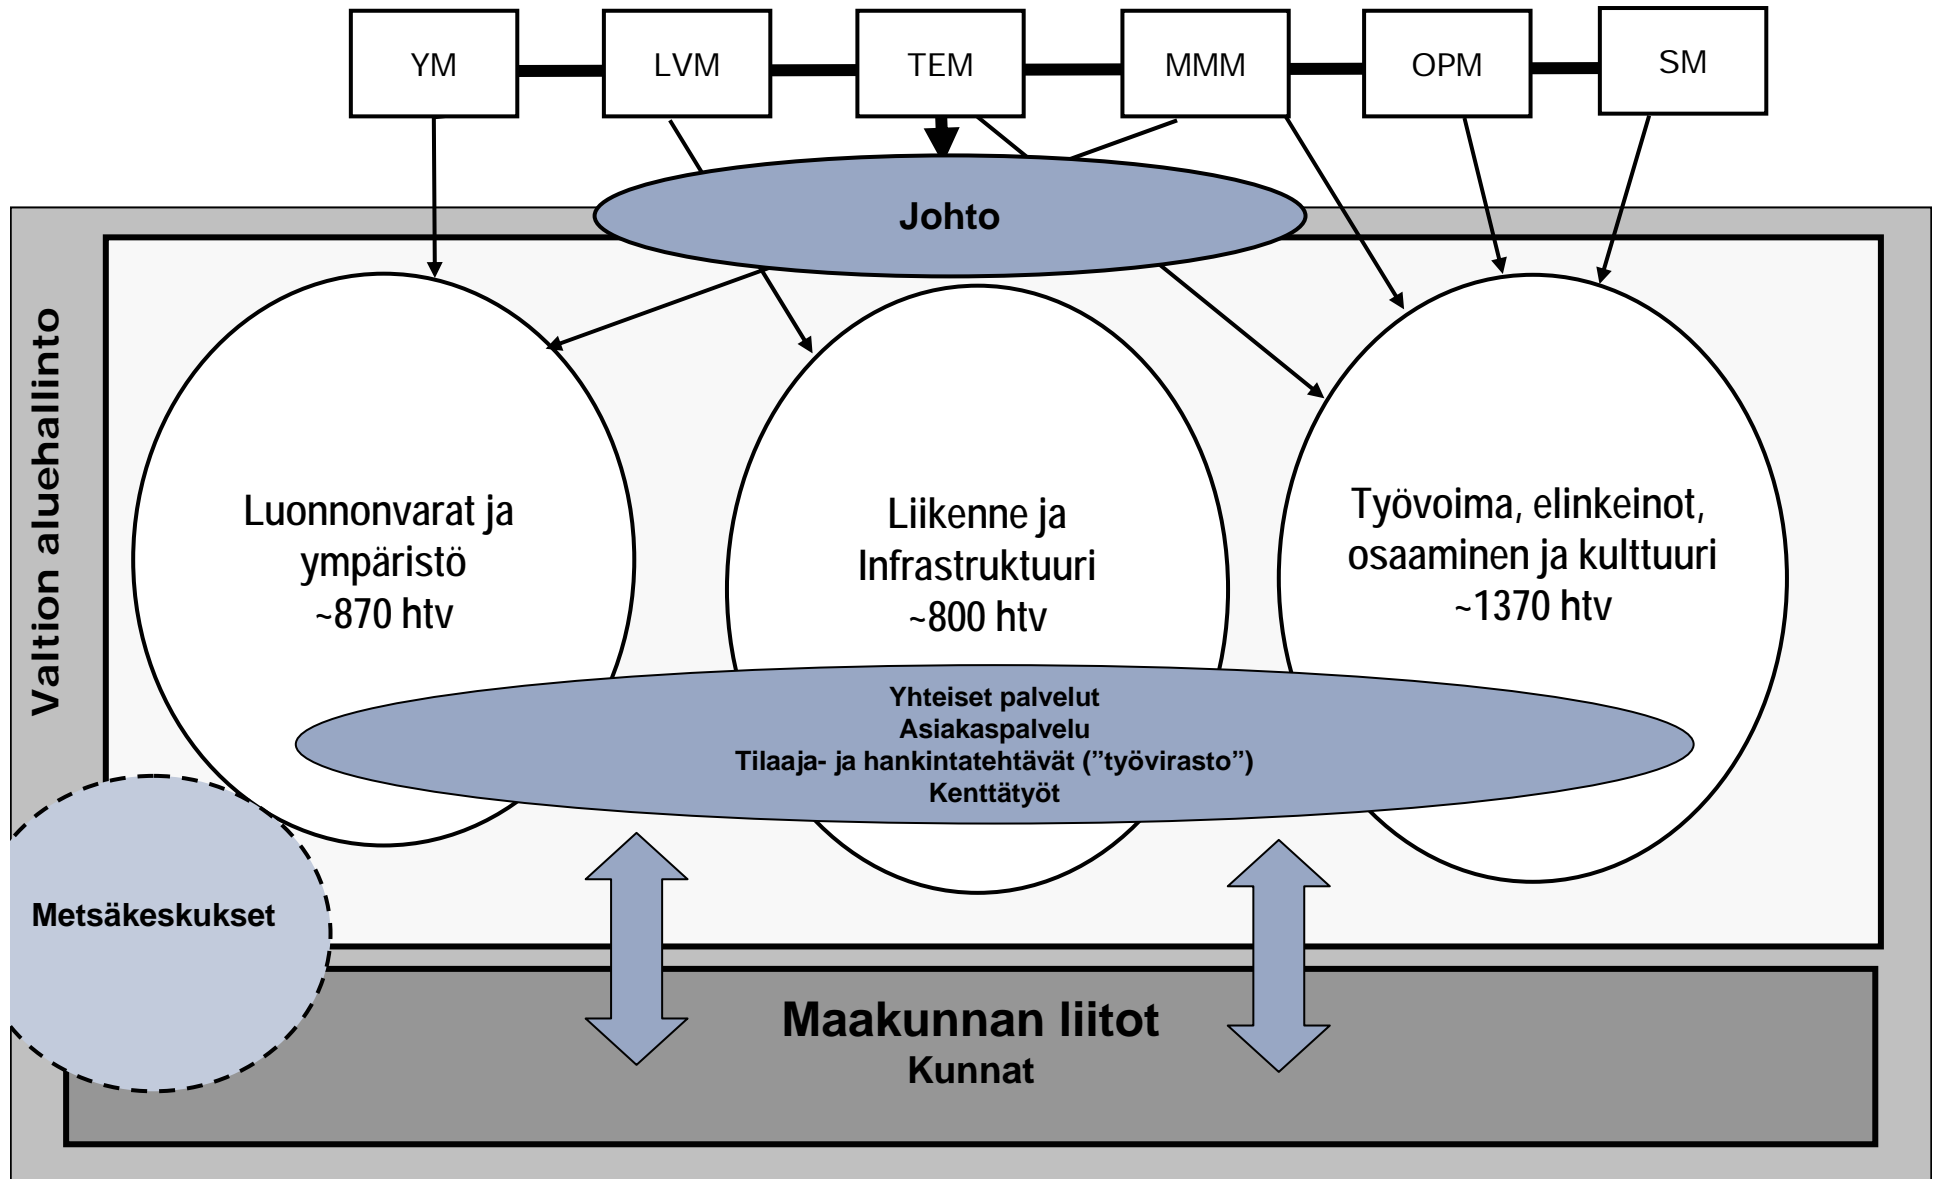 YM
LVM
TEM
MMM
OPM
SM
Johto
Valtion aluehallinto
Luonnonvarat ja
ympäristö
~870 htv
Liikenne ja
Infrastruktuuri
~800 htv
Työvoima, elinkeinot,
osaaminen ja kulttuuri
~1370 htv
Yhteiset palvelut
Asiakaspalvelu
Tilaaja- ja hankintatehtävät (”työvirasto”)
Kenttätyöt
Metsäkeskukset
Maakunnan liitot
Kunnat